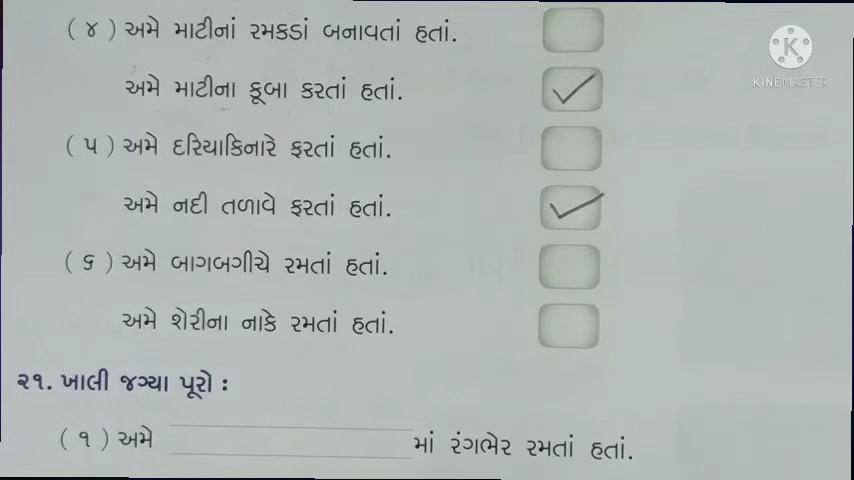 (૪) અમે માટીનાં રમકડાં બનાવતાં હતાં.
અમે માટીના કૂબા કરતાં હતાં.
(૫) અમે દરિયાકિનારે ફરતાં હતાં.
અમે નદી તળાવે ફરતાં હતાં.
(૬) અમે બાગબગીચે રમતાં હતાં.
અમે શેરીના નાકે રમતાં હતાં.
૨૧. ખાલી જગ્યા પૂરો :
(૧) અમે ____ માં રંગભેર રમતાં હતાં.
K
KINEMASTER